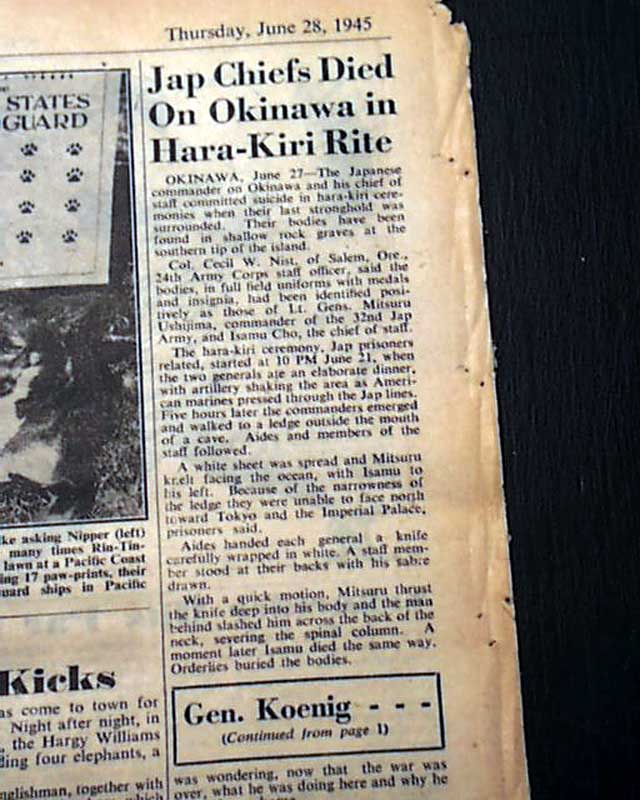 Thursday, June 28, 1945
STATES
GUARD
Jap Chiefs Died
On Okinawa in
Hara-Kiri Rite
OKINAWA, June 27—The Japanese
commander on Okinawa and his chief of
staff committed suicide in hara-kiri cere-
monies when their last stronghold was
surrounded. Their bodies have been
found in shallow rock graves at the
southern tip of the island.
Col. Cecil W. Nist, of Salem, Ore.,
24th Army Corps staff officer, said the
bodies, in full field uniforms with medals
and insignia, had been identified posi-
tively as those of Lt. Gens. Mitsuru
Ushijima, commander of the 32nd Jap
Army, and Isamu Cho, the chief of staff.
The hara-kiri ceremony, Jap prisoners
related, started at 10 PM June 21, when
the two generals ate an elaborate dinner,
with artillery shaking the area as Ameri-
can marines pressed through the Jap lines.
Five hours later the commanders emerged
and walked to a ledge outside the mouth
of a cave. Aides and members of the
staff followed.
A white sheet was spread and Mitsuru
knelt facing the ocean, with Isamu to
his left. Because of the narrowness of
the ledge they were unable to face north
toward Tokyo and the Imperial Palace,
prisoners said.
Aides handed each general a knife
carefully wrapped in white. A staff mem-
ber stood at their backs with his sabre
drawn.
With a quick motion, Mitsuru thrust
the knife deep into his body and the man
behind slashed him across the back of the
neck, severing the spinal column. A
moment later Isamu died the same way.
Orderlies buried the bodies.
Gen. Koenig - - -
(Continued from page 1)
was wondering, now that the war was
over, what he was doing here and why he
ke asking Nipper (left)
many times Rin-Tin-
lawn at a Pacific Coast
ing 17 paw-prints, their
uard ships in Pacific
Kicks
as come to town for
Night after night, in
, the Hargy Williams
ding four elephants, a
nglishman, together with